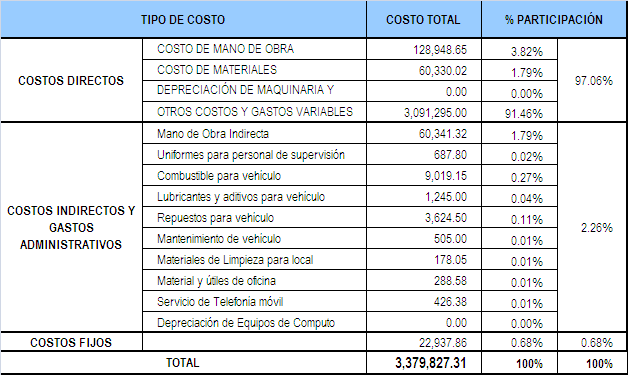 TIPO DE COSTO COSTO TOTAL % PARTICIPACIÓN
COSTO DE MANO DE OBRA 128,948.65 3.82%
COSTO DE MATERIALES 60,330.02 1.79%
COSTOS DIRECTOS 97.06%
DEPRECIACIÓN DE MAQUINARIA Y 0.00 0.00%
OTROS COSTOS Y GASTOS VARIABLES 3,091,295.00 91.46%
Mano de Obra Indirecta 60,341.32 1.79%
Uniformes para personal de supervisión 687.80 0.02%
Combustible para vehículo 9,019.15 0.27%
Lubricantes y aditivos para vehículo 1,245.00 0.04%
COSTOS INDIRECTOS Y
GASTOS
ADMINISTRATIVOS
Repuestos para vehículo 3,624.50 0.11% 2.26%
Mantenimiento de vehículo 505.00 0.01%
Materiales de Limpieza para local 178.05 0.01%
Material y útiles de oficina 288.58 0.01%
Servicio de Telefonía móvil 426.38 0.01%
Depreciación de Equipos de Computo 0.00 0.00%
COSTOS FIJOS 22,937.86 0.68% 0.68%
TOTAL 3,379,827.31 100% 100%